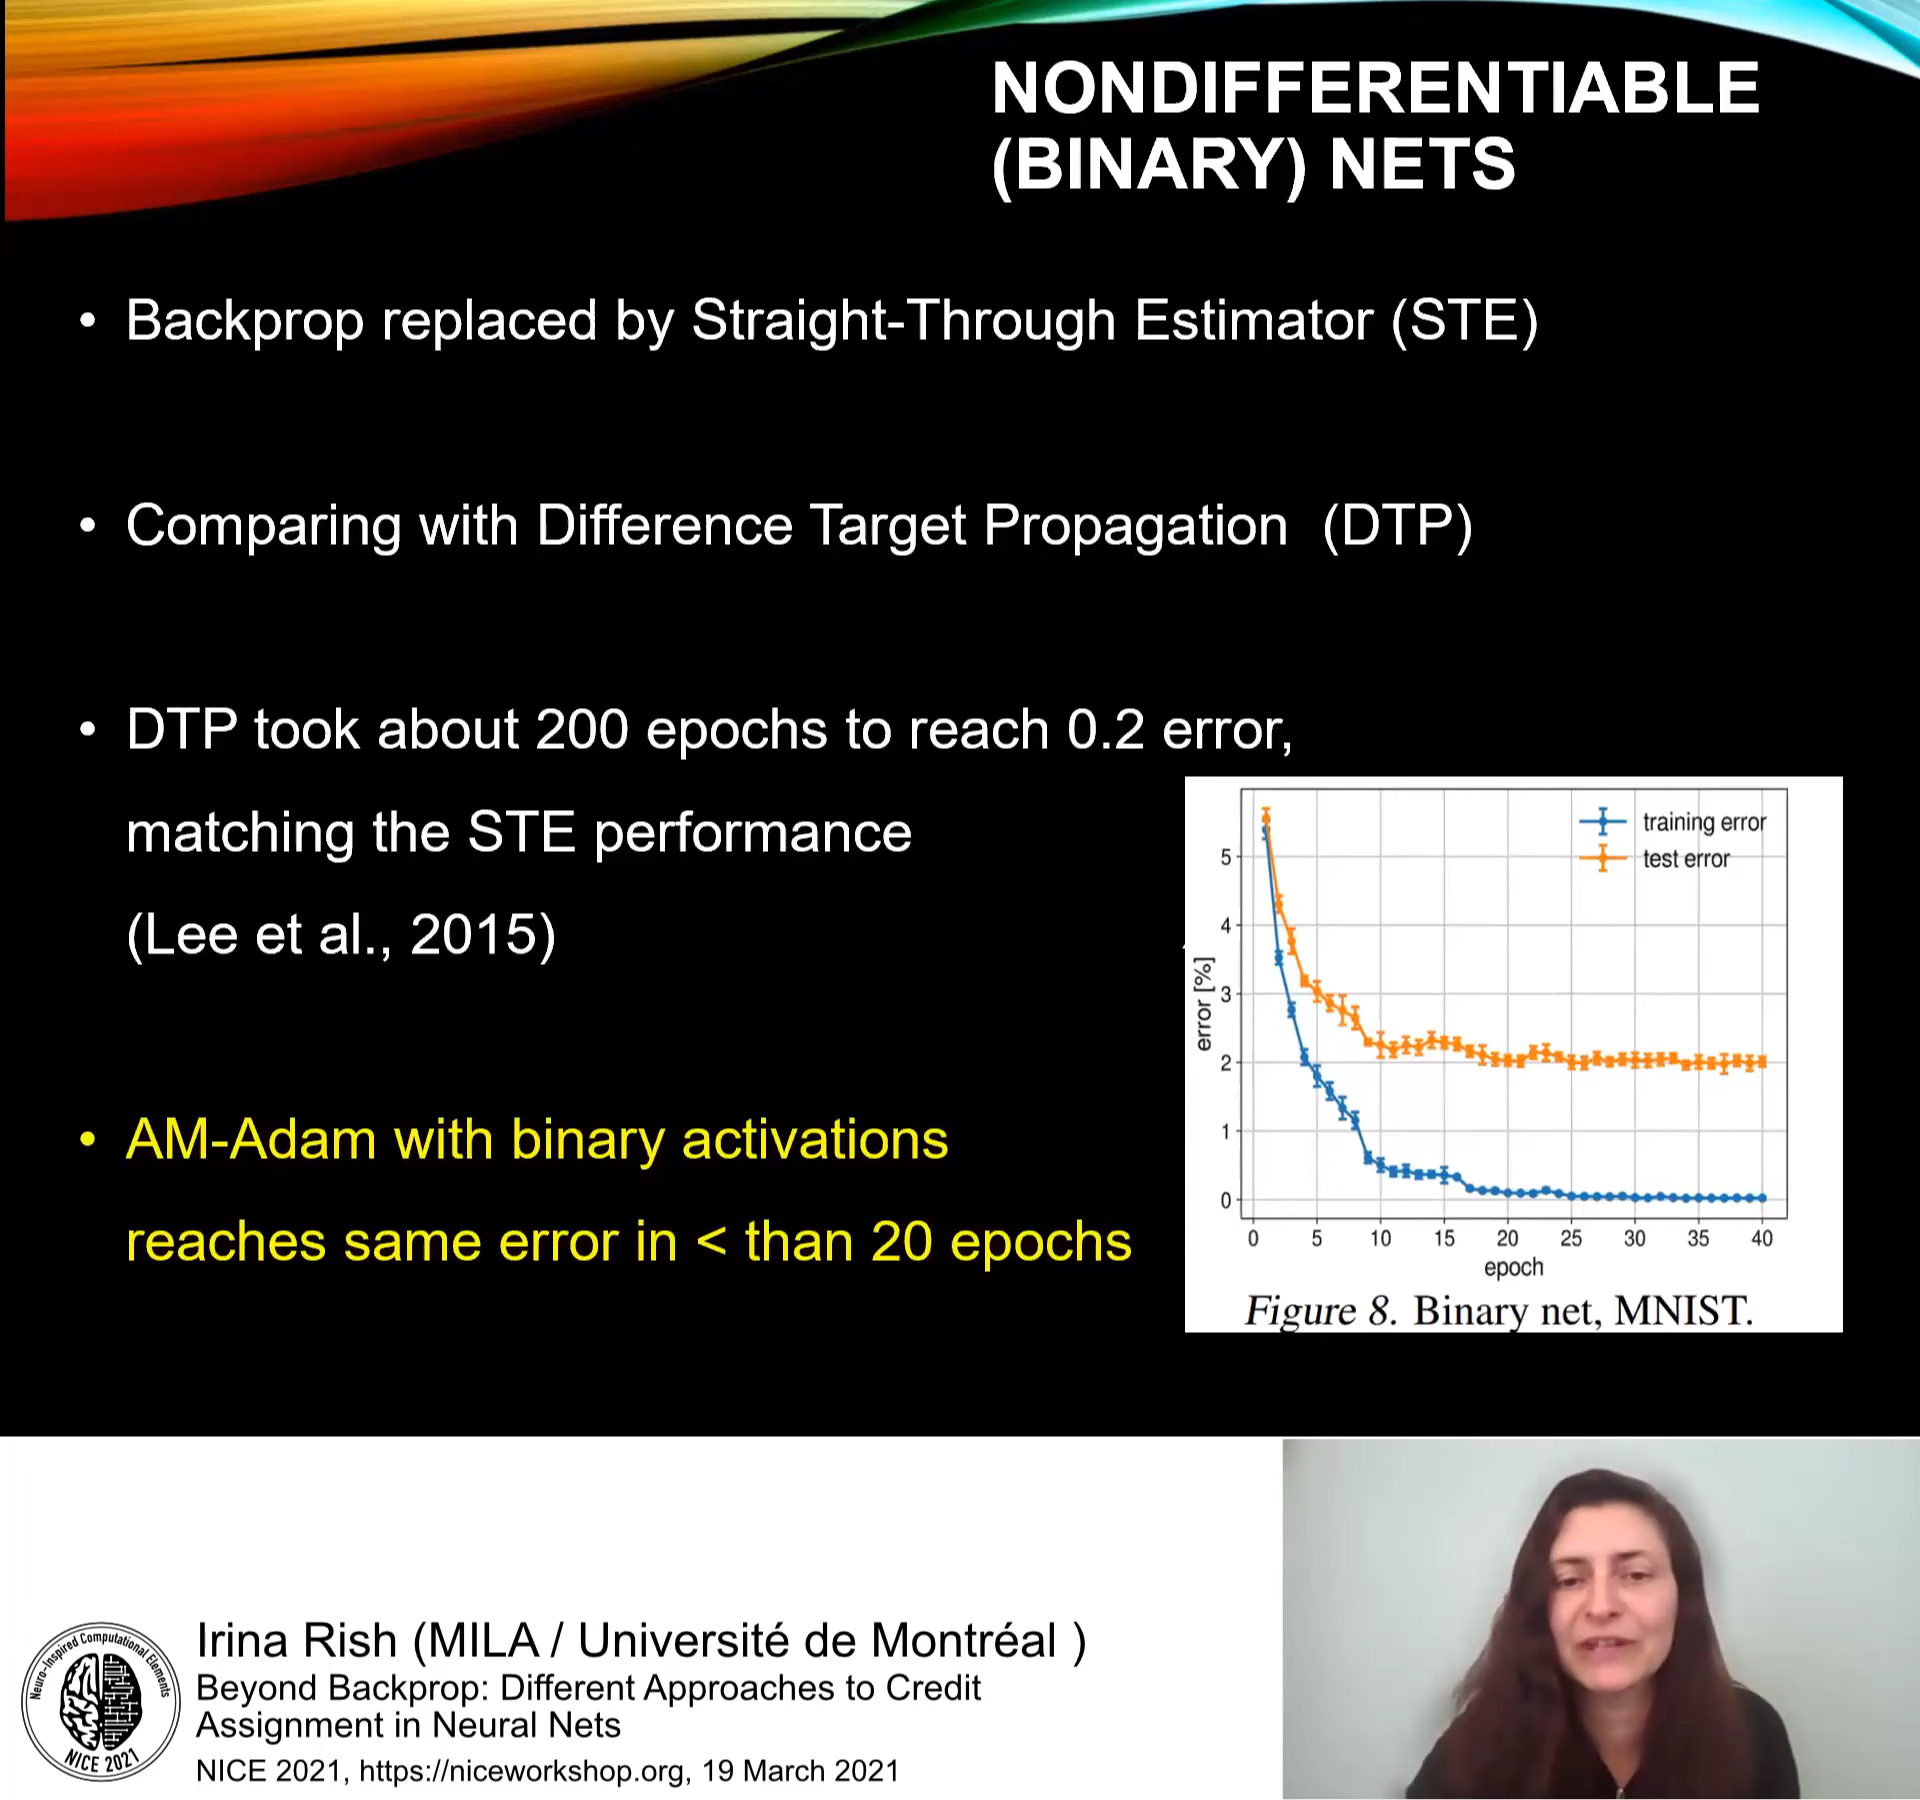 NONDIFFERENTIABLE
(BINARY) NETS
• Backprop replaced by Straight-Through Estimator (STE)
• Comparing with Difference Target Propagation (DTP)
• DTP took about 200 epochs to reach 0.2 error,
matching the STE performance
(Lee et al., 2015)
• AM-Adam with binary activations
reaches same error in < than 20 epochs
training error
test error
5
4
3
2
1
0
error [%]
0 5 10 15 20 25 30 35 40
epoch
Figure 8. Binary net, MNIST.
Neuro-Inspired Computational Elements
NICE 2021
Irina Rish (MILA / Université de Montréal )
Beyond Backprop: Different Approaches to Credit
Assignment in Neural Nets
NICE 2021, https://niceworkshop.org, 19 March 2021